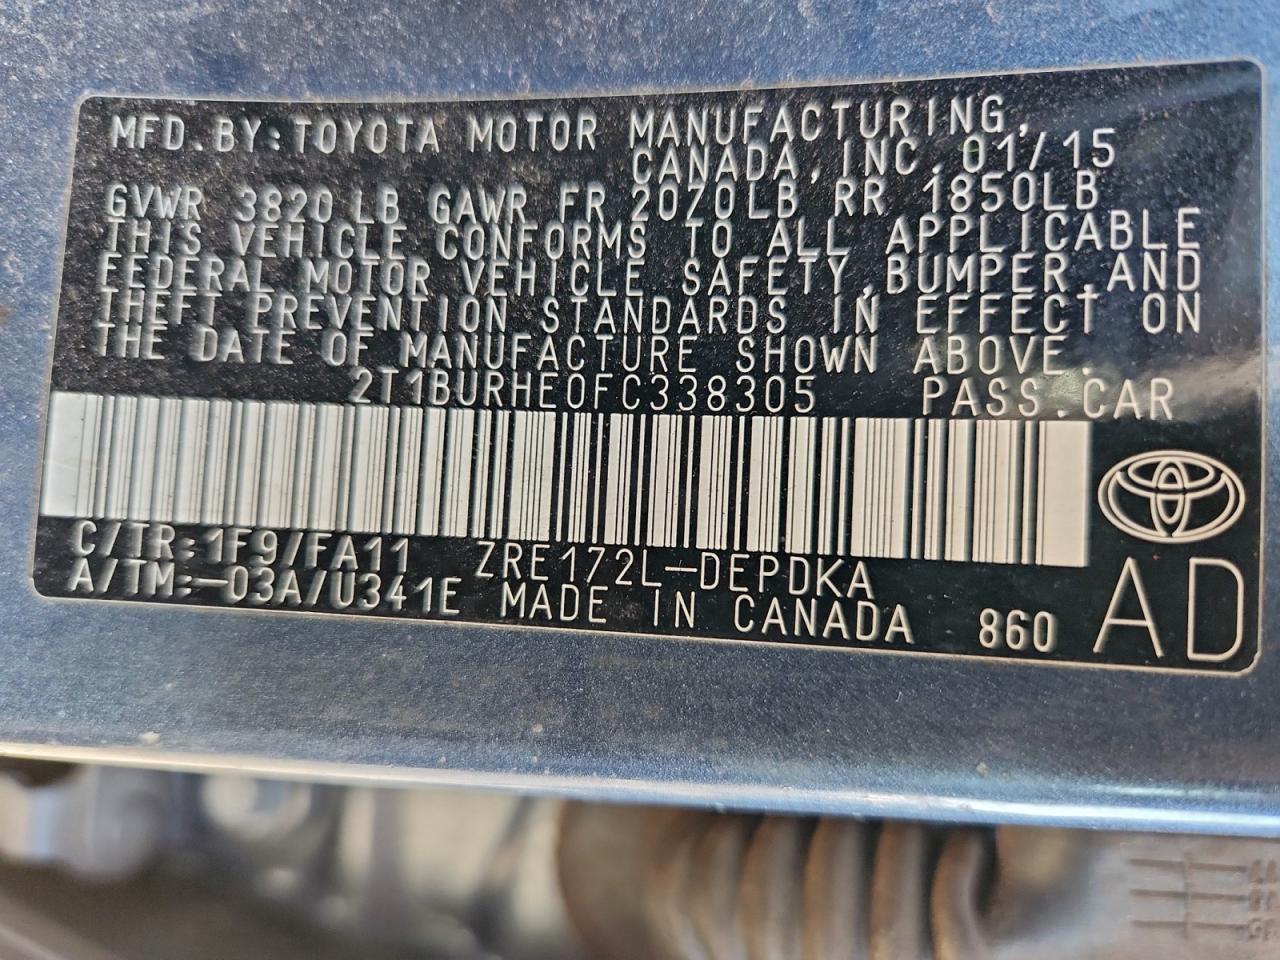 MFD.BY:TOYOTA MOTOR MANUFACTURING,
CANADA,INC.01/15
GVWR 3820 LB GAWR FR 2070LB RR 1850LB
THIS VEHICLE CONFORMS TO ALL APPLICABLE
FEDERAL MOTOR VEHICLE SAFETY,BUMPER,AND
THEFT PREVENTION STANDARDS IN EFFECT ON
THE DATE OF MANUFACTURE SHOWN ABOVE.
2T1BURHE0FC338305 PASS.CAR
C/TR:1F9/FA11 ZRE172L-DEPDKA
A/TM:-03A/U341E MADE IN CANADA 860 AD